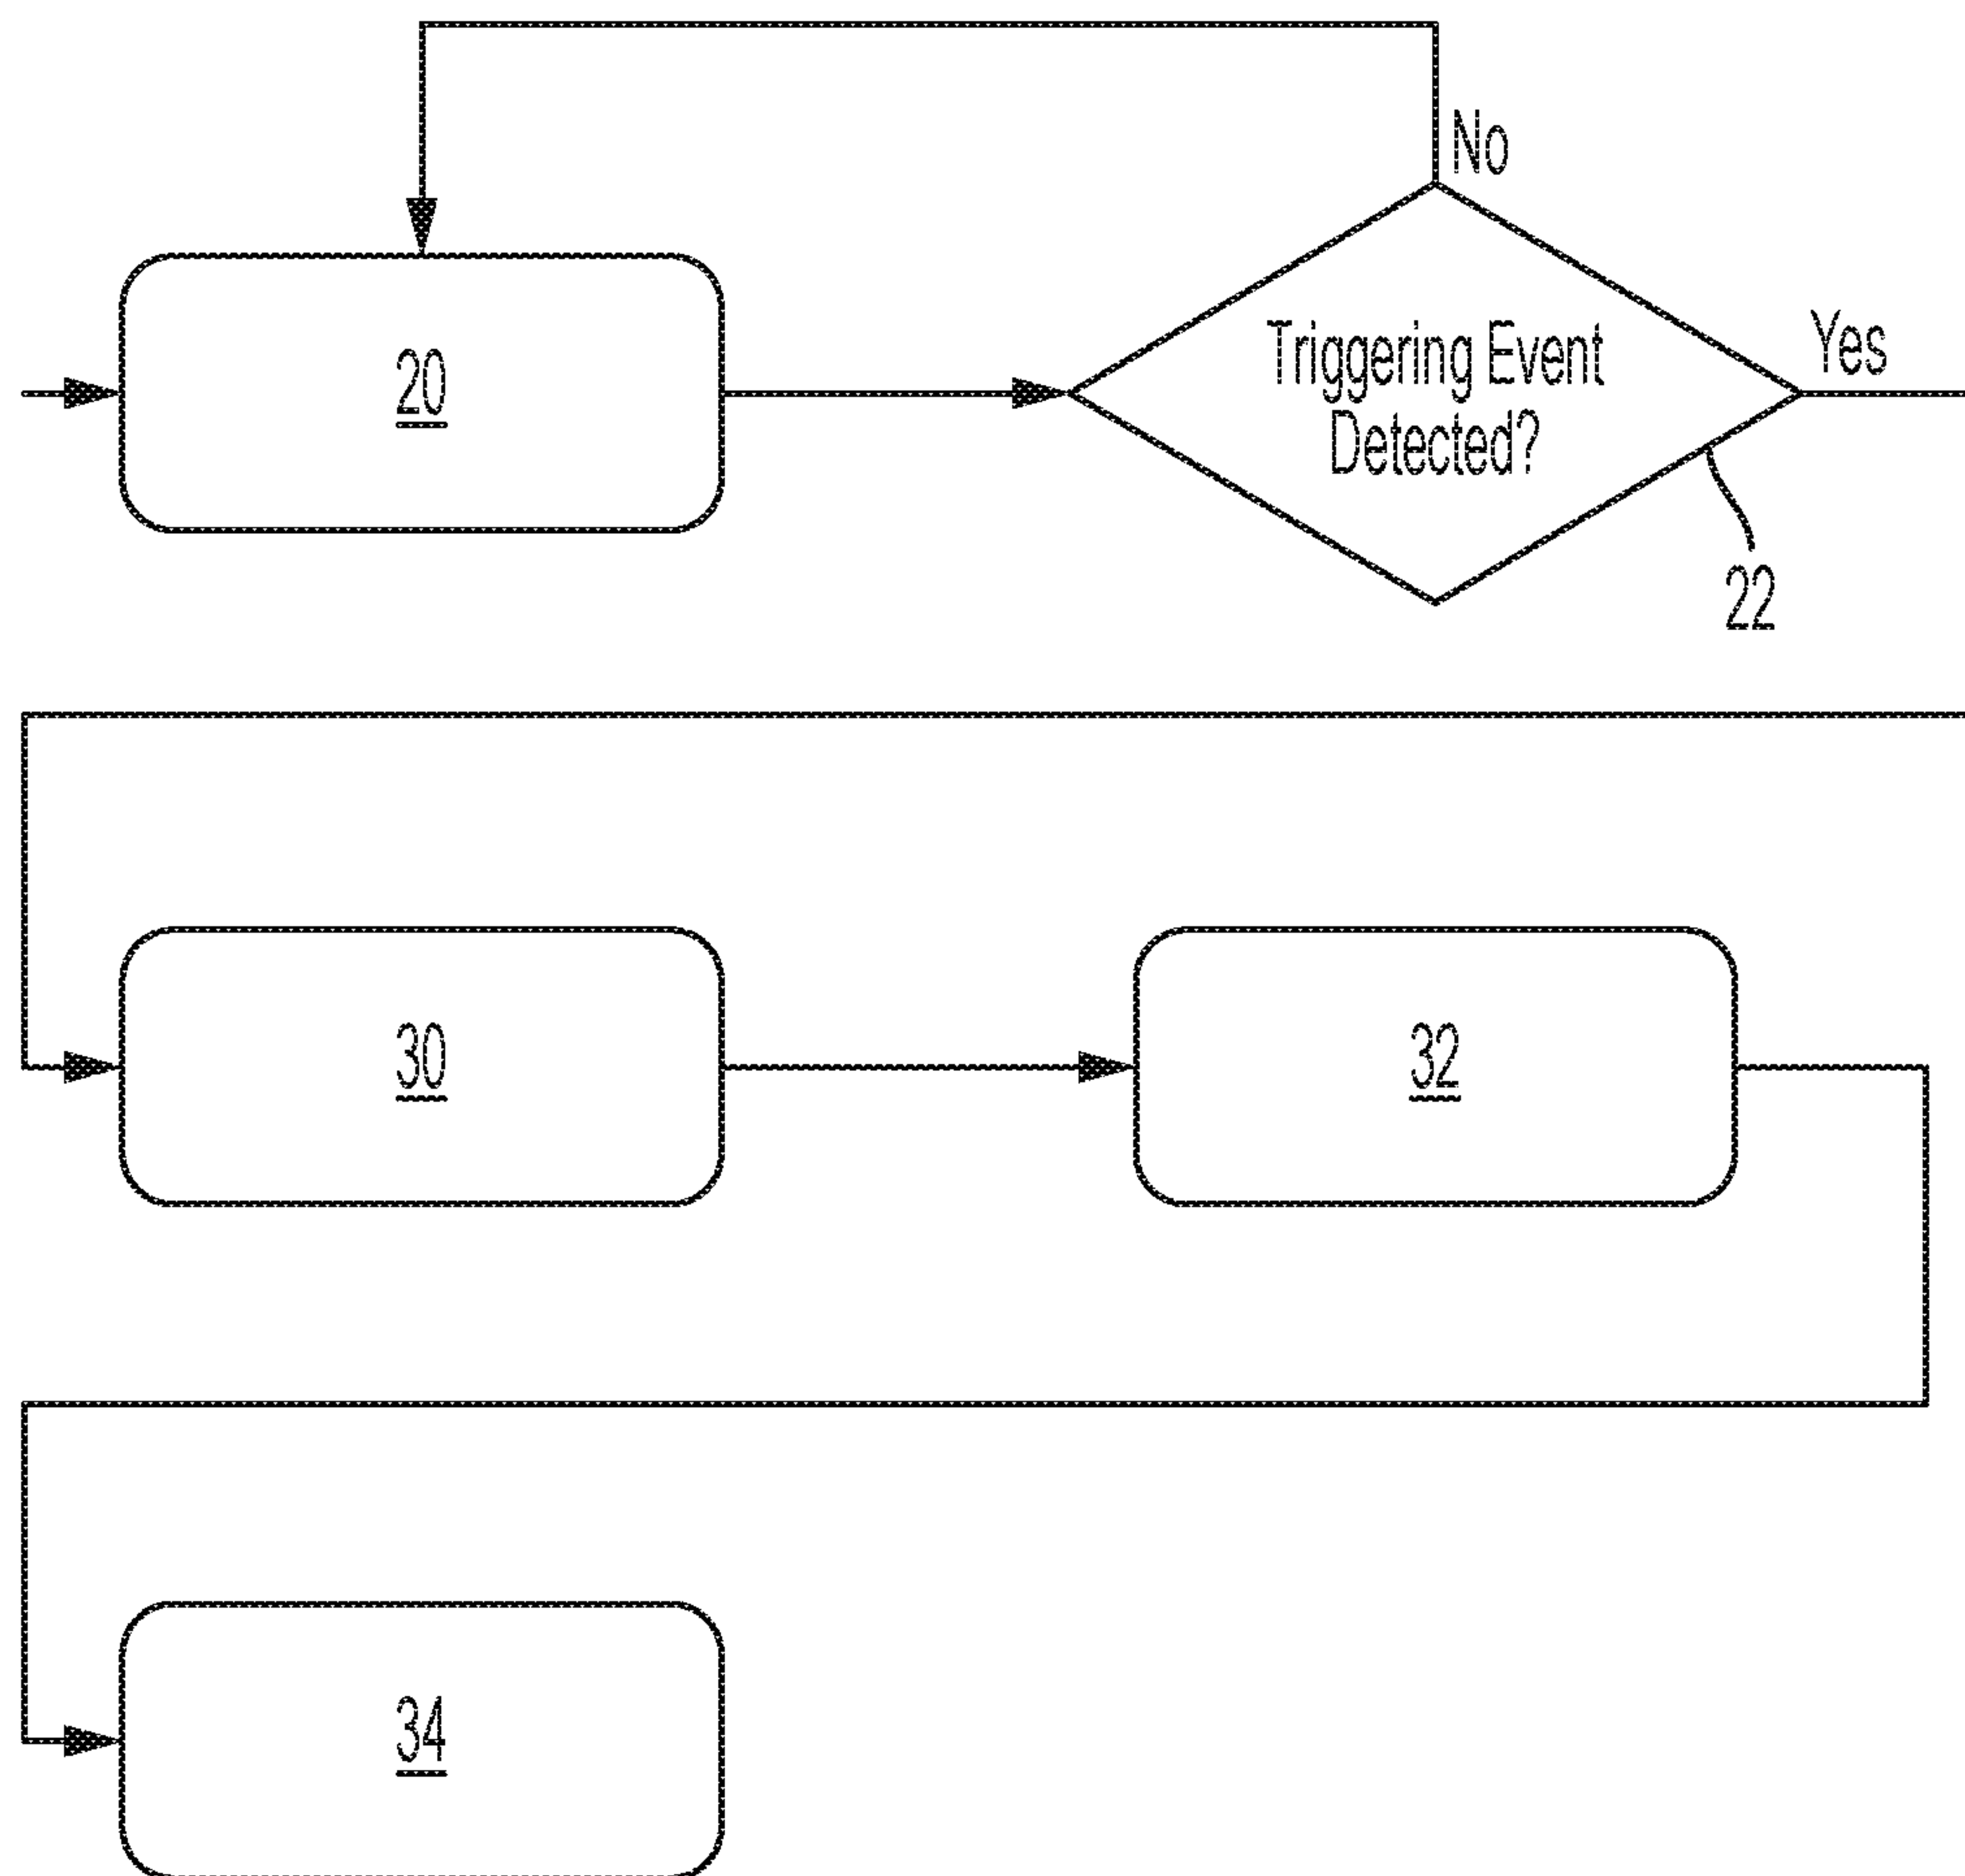 No
Yes
20
Triggering Event
Detected?
22
30
32
34